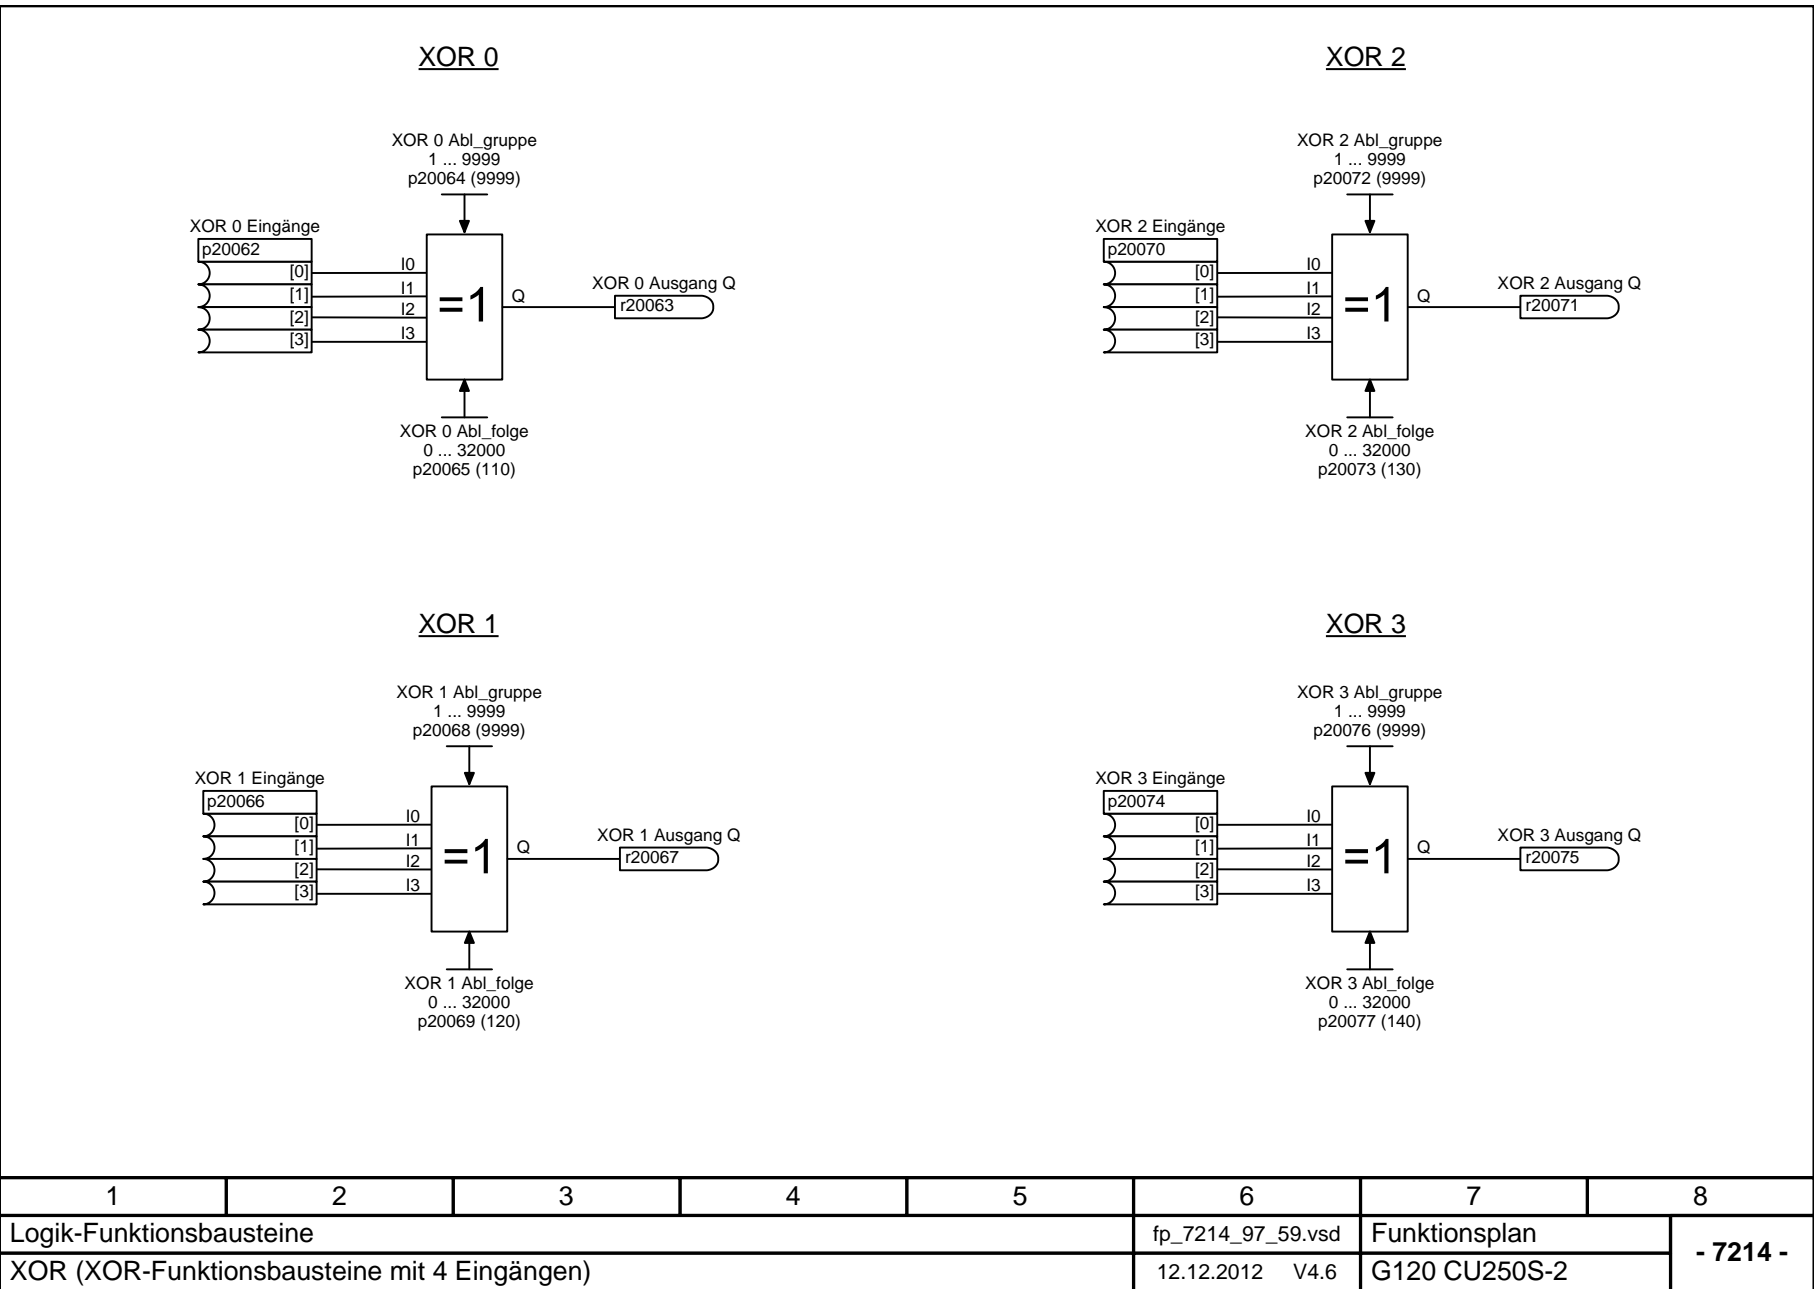 XOR 0
XOR 0 Abl_gruppe
1 ... 9999
p20064 (9999)
XOR 0 Eingänge
p20062
[0]
[1]
[2]
[3]
I0
I1
I2
I3
=1
Q
XOR 0 Ausgang Q
r20063
XOR 0 Abl_folge
0 ... 32000
p20065 (110)
XOR 2
XOR 2 Abl_gruppe
1 ... 9999
p20072 (9999)
XOR 2 Eingänge
p20070
[0]
[1]
[2]
[3]
I0
I1
I2
I3
=1
Q
XOR 2 Ausgang Q
r20071
XOR 2 Abl_folge
0 ... 32000
p20073 (130)
XOR 1
XOR 1 Abl_gruppe
1 ... 9999
p20068 (9999)
XOR 1 Eingänge
p20066
[0]
[1]
[2]
[3]
I0
I1
I2
I3
=1
Q
XOR 1 Ausgang Q
r20067
XOR 1 Abl_folge
0 ... 32000
p20069 (120)
XOR 3
XOR 3 Abl_gruppe
1 ... 9999
p20076 (9999)
XOR 3 Eingänge
p20074
[0]
[1]
[2]
[3]
I0
I1
I2
I3
=1
Q
XOR 3 Ausgang Q
r20075
XOR 3 Abl_folge
0 ... 32000
p20077 (140)
1 2 3 4 5 6 7 8
Logik-Funktionsbausteine fp_7214_97_59.vsd Funktionsplan
- 7214 -
XOR (XOR-Funktionsbausteine mit 4 Eingängen) 12.12.2012 V4.6 G120 CU250S-2